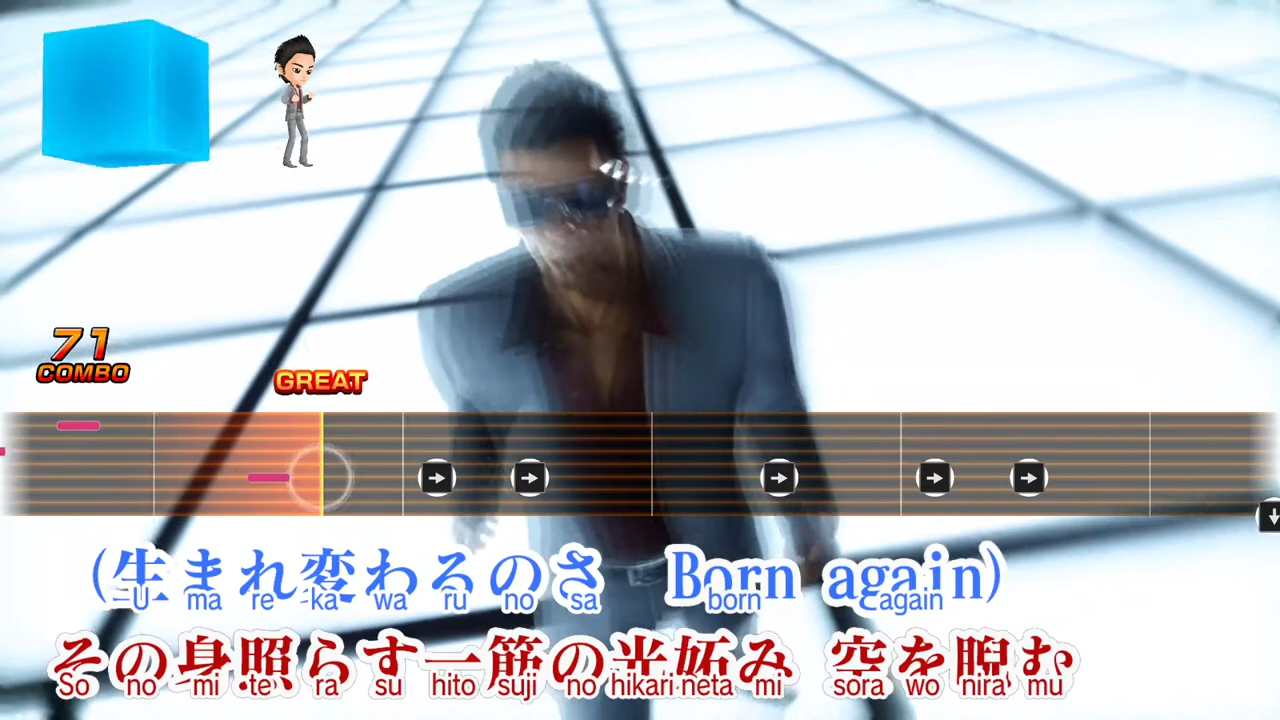 71
COMBO
GREAT
(生まれ変わるのさ Born again)
U ma re ka wa ru no sa born again
その身照らす一筋の光妬み 空を睨む
So no mi te ra su hito suji no hikari neta mi sora wo nira mu